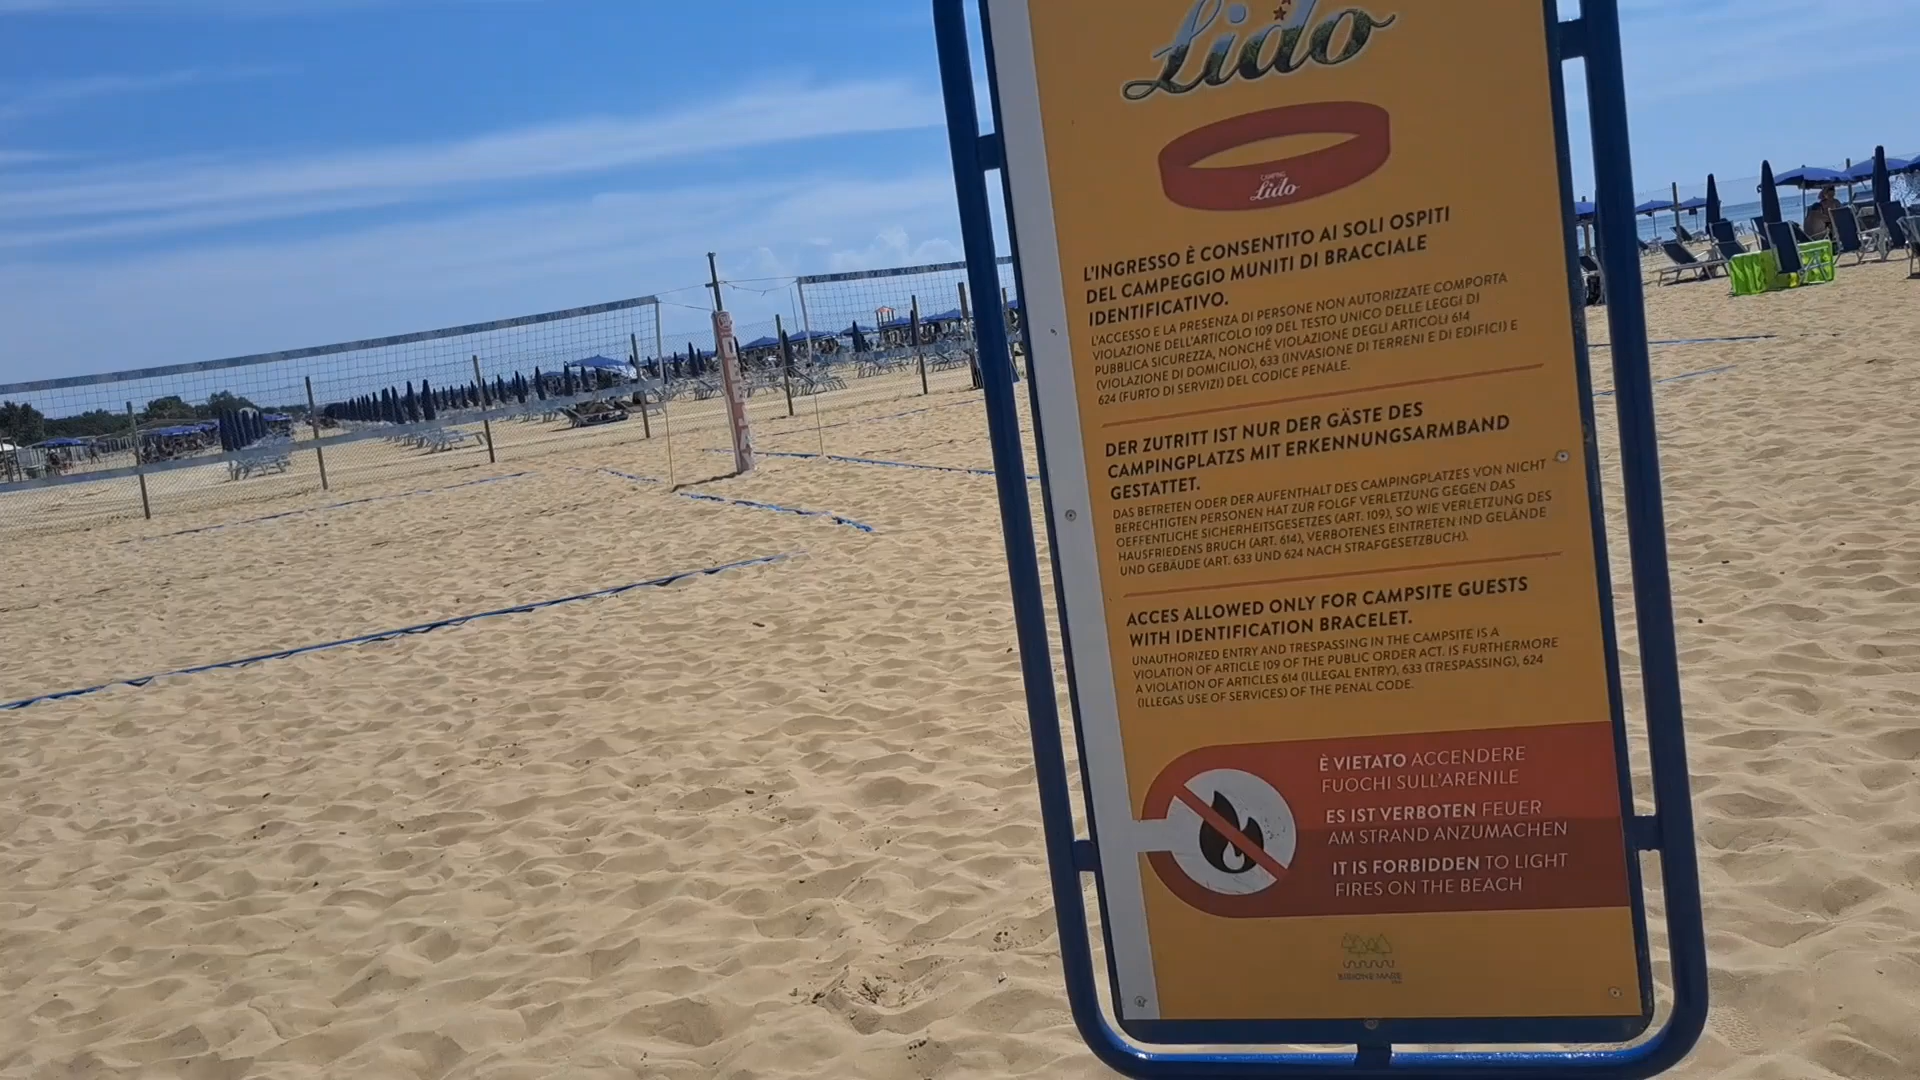 Lido
CAMPING
Lido
L'INGRESSO È CONSENTITO AI SOLI OSPITI
DEL CAMPEGGIO MUNITI DI BRACCIALE
IDENTIFICATIVO.
L'ACCESSO E LA PRESENZA DI PERSONE NON AUTORIZZATE COMPORTA
VIOLAZIONE DELL'ARTICOLO 109 DEL TESTO UNICO DELLE LEGGI DI
PUBBLICA SICUREZZA, NONCHÉ VIOLAZIONE DEGLI ARTICOLI 614
(VIOLAZIONE DI DOMICILIO), 633 (INVASIONE DI TERRENI E DI EDIFICI) E
624 (FURTO DI SERVIZI) DEL CODICE PENALE.
DER ZUTRITT IST NUR DER GÄSTE DES
CAMPINGPLATZS MIT ERKENNUNGSARMBAND
GESTATTET.
DAS BETRETEN ODER DER AUFENTHALT DES CAMPINGPLATZES VON NICHT
BERECHTIGTEN PERSONEN HAT ZUR FOLGF VERLETZUNG GEGEN DAS
OEFFENTLICHE SICHERHEITSGESETZES (ART. 109), SO WIE VERLETZUNG DES
HAUSFRIEDENS BRUCH (ART. 614), VERBOTENES EINTRETEN IND GELÄNDE
UND GEBÄUDE (ART. 633 UND 624 NACH STRAFGESETZBUCH).
ACCES ALLOWED ONLY FOR CAMPSITE GUESTS
WITH IDENTIFICATION BRACELET.
UNAUTHORIZED ENTRY AND TRESPASSING IN THE CAMPSITE IS A
VIOLATION OF ARTICLE 109 OF THE PUBLIC ORDER ACT. IS FURTHERMORE
A VIOLATION OF ARTICLES 614 (ILLEGAL ENTRY), 633 (TRESPASSING), 624
(ILLEGAS USE OF SERVICES) OF THE PENAL CODE.
È VIETATO ACCENDERE
FUOCHI SULL'ARENILE
ES IST VERBOTEN FEUER
AM STRAND ANZUMACHEN
IT IS FORBIDDEN TO LIGHT
FIRES ON THE BEACH
BIBIONE MARE